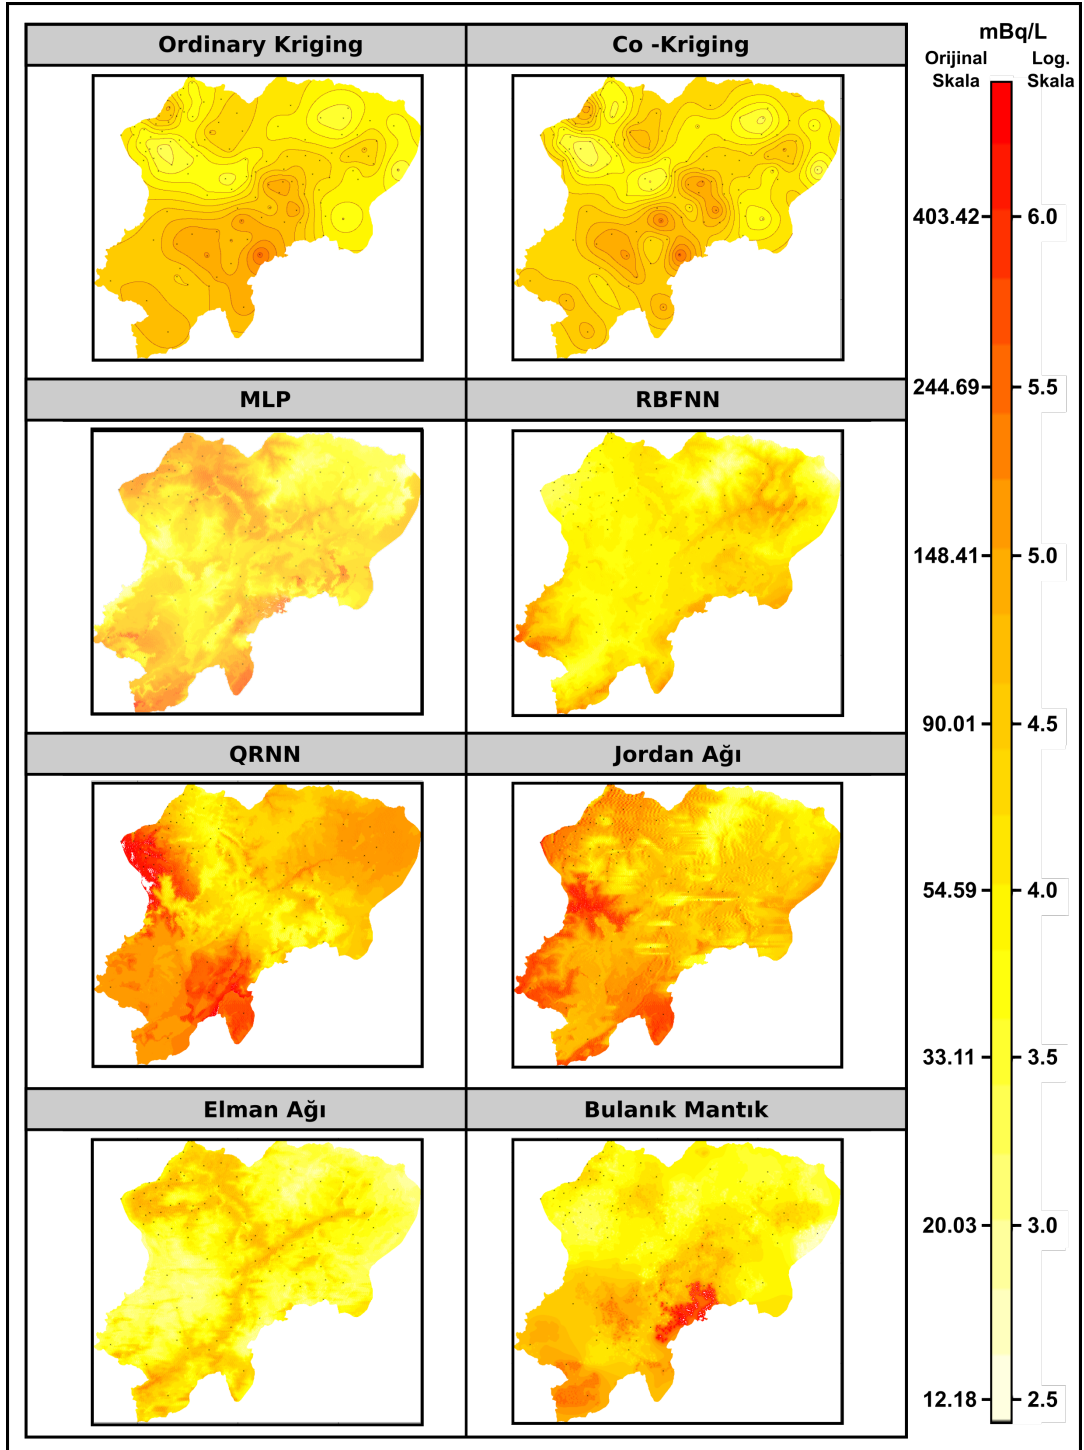 Ordinary Kriging
Co -Kriging
MLP
RBFNN
QRNN
Jordan Ağı
Elman Ağı
Bulanık Mantık
mBq/L
Orijinal Skala
Log. Skala
403.42
6.0
244.69
5.5
148.41
5.0
90.01
4.5
54.59
4.0
33.11
3.5
20.03
3.0
12.18
2.5